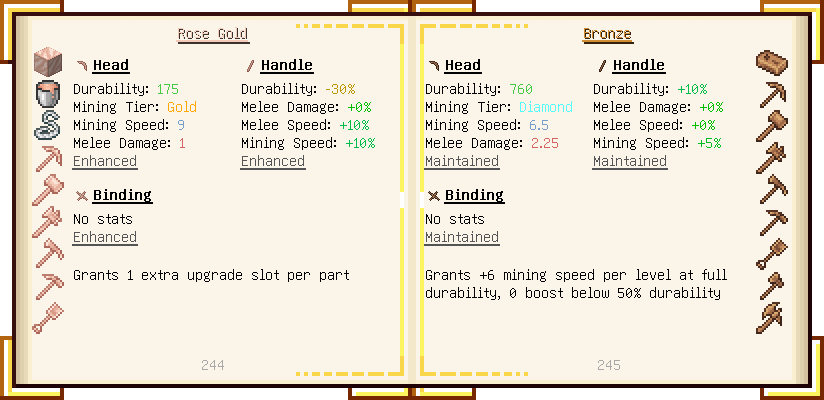 Rose Gold
Head
Durability: 175
Mining Tier: Gold
Mining Speed: 9
Melee Damage: 1
Enhanced
Handle
Durability: -30%
Melee Damage: +0%
Melee Speed: +10%
Mining Speed: +10%
Enhanced
Binding
No stats
Enhanced
Grants 1 extra upgrade slot per part
244
Bronze
Head
Durability: 760
Mining Tier: Diamond
Mining Speed: 6.5
Melee Damage: 2.25
Maintained
Handle
Durability: +10%
Melee Damage: +0%
Melee Speed: +0%
Mining Speed: +5%
Maintained
Binding
No stats
Maintained
Grants +6 mining speed per level at full
durability, 0 boost below 50% durability
245